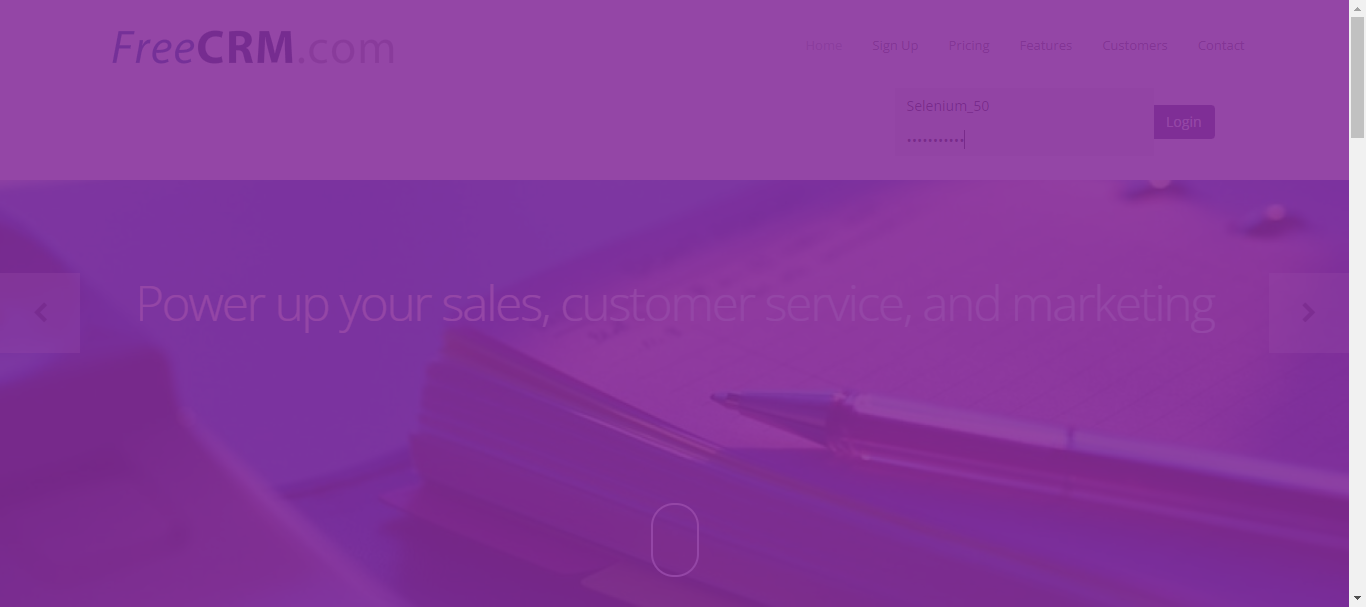 FreeCRM.com
Home Sign Up Pricing Features Customers Contact
Selenium_50
•••••••••••
Login
Power up your sales, customer service, and marketing